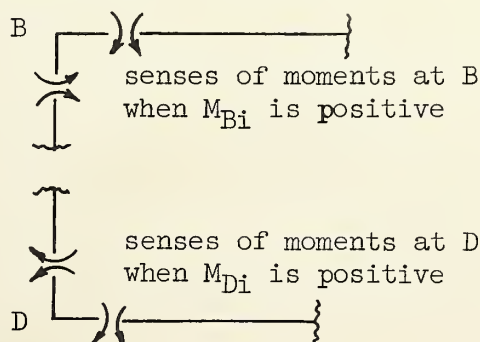 B
senses of moments at B
when M_Bi is positive
senses of moments at D
when M_Di is positive
D